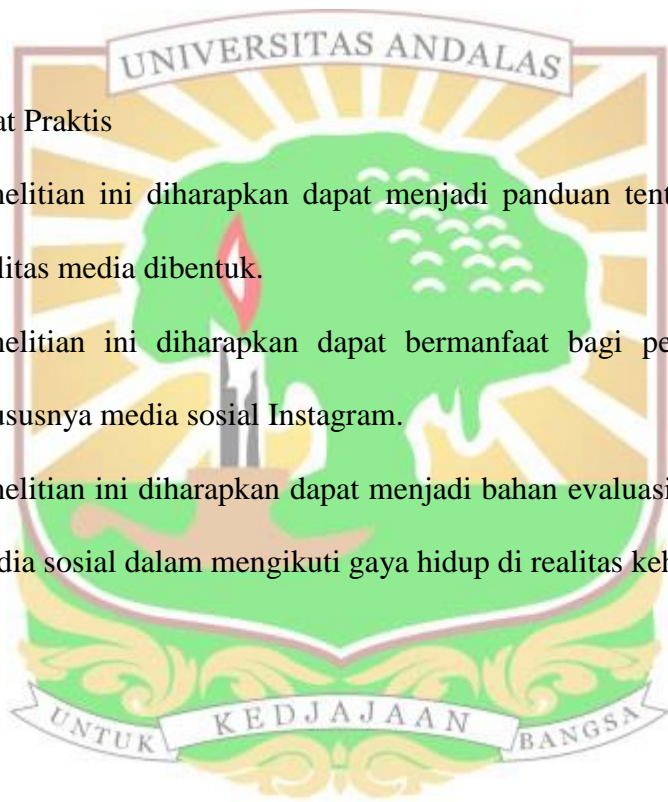 UNIVERSITAS ANDALAS
at Praktis
nelitian ini diharapkan dapat menjadi panduan tent
litas media dibentuk.
nelitian ini diharapkan dapat bermanfaat bagi pe
ususnya media sosial Instagram.
nelitian ini diharapkan dapat menjadi bahan evaluasi
dia sosial dalam mengikuti gaya hidup di realitas keh
UNTUK KEDJAJAAN BANGSA